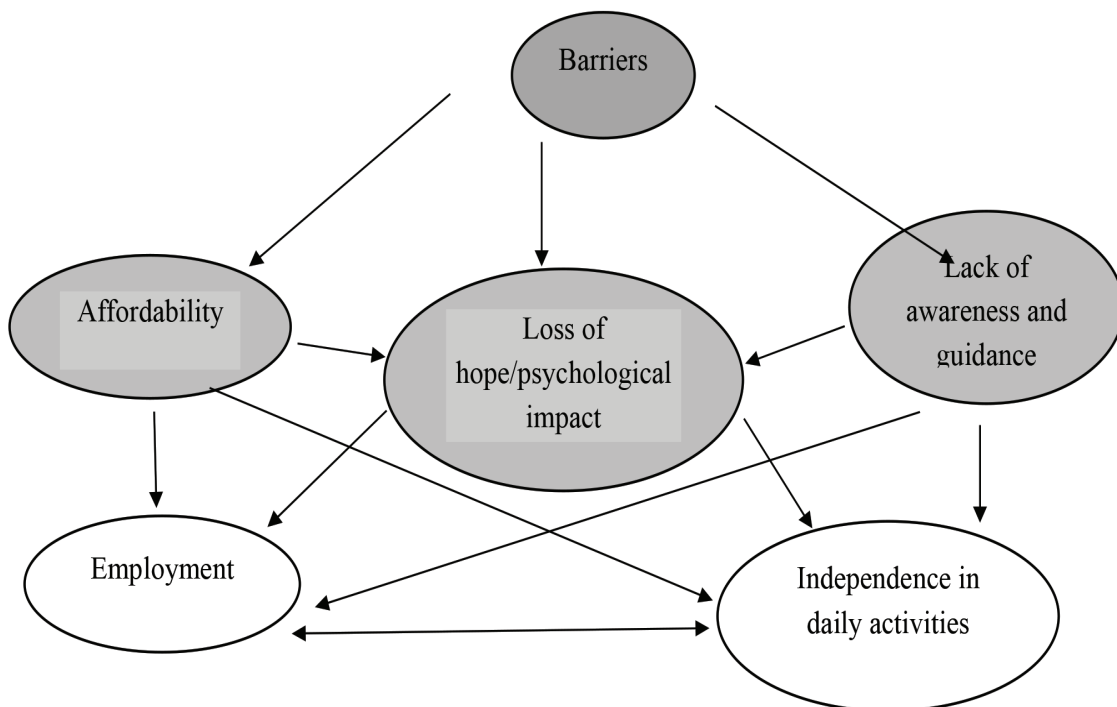 Barriers
Affordability
Loss of
hope/psychological
impact
Lack of
awareness and
guidance
Employment
Independence in
daily activities